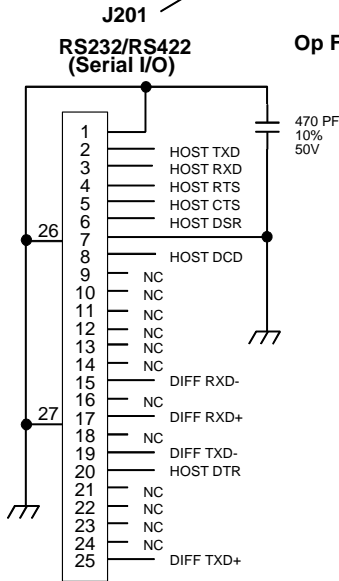 J201
RS232/RS422
(Serial I/O)
Op F
470 PF
10%
50V
1
2 HOST TXD
3 HOST RXD
4 HOST RTS
5 HOST CTS
6 HOST DSR
26 7
8 HOST DCD
9 NC
10 NC
11 NC
12 NC
13 NC
14 NC
15 DIFF RXD-
16 NC
27 17 DIFF RXD+
18 NC
19 DIFF TXD-
20 HOST DTR
21 NC
22 NC
23 NC
24 NC
25 DIFF TXD+